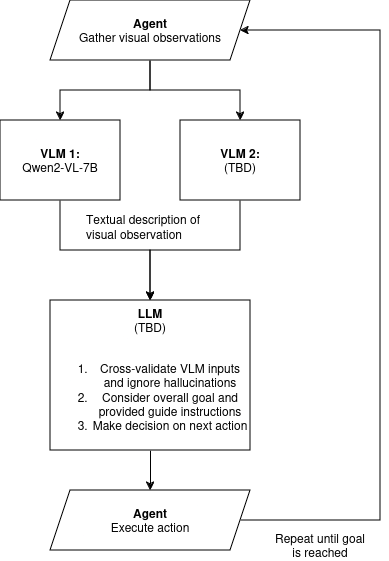 Agent
Gather visual observations
VLM 1:
Qwen2-VL-7B
VLM 2:
(TBD)
Textual description of
visual observation
LLM
(TBD)
1. Cross-validate VLM inputs
and ignore hallucinations
2. Consider overall goal and
provided guide instructions
3. Make decision on next action
Agent
Execute action
Repeat until goal
is reached